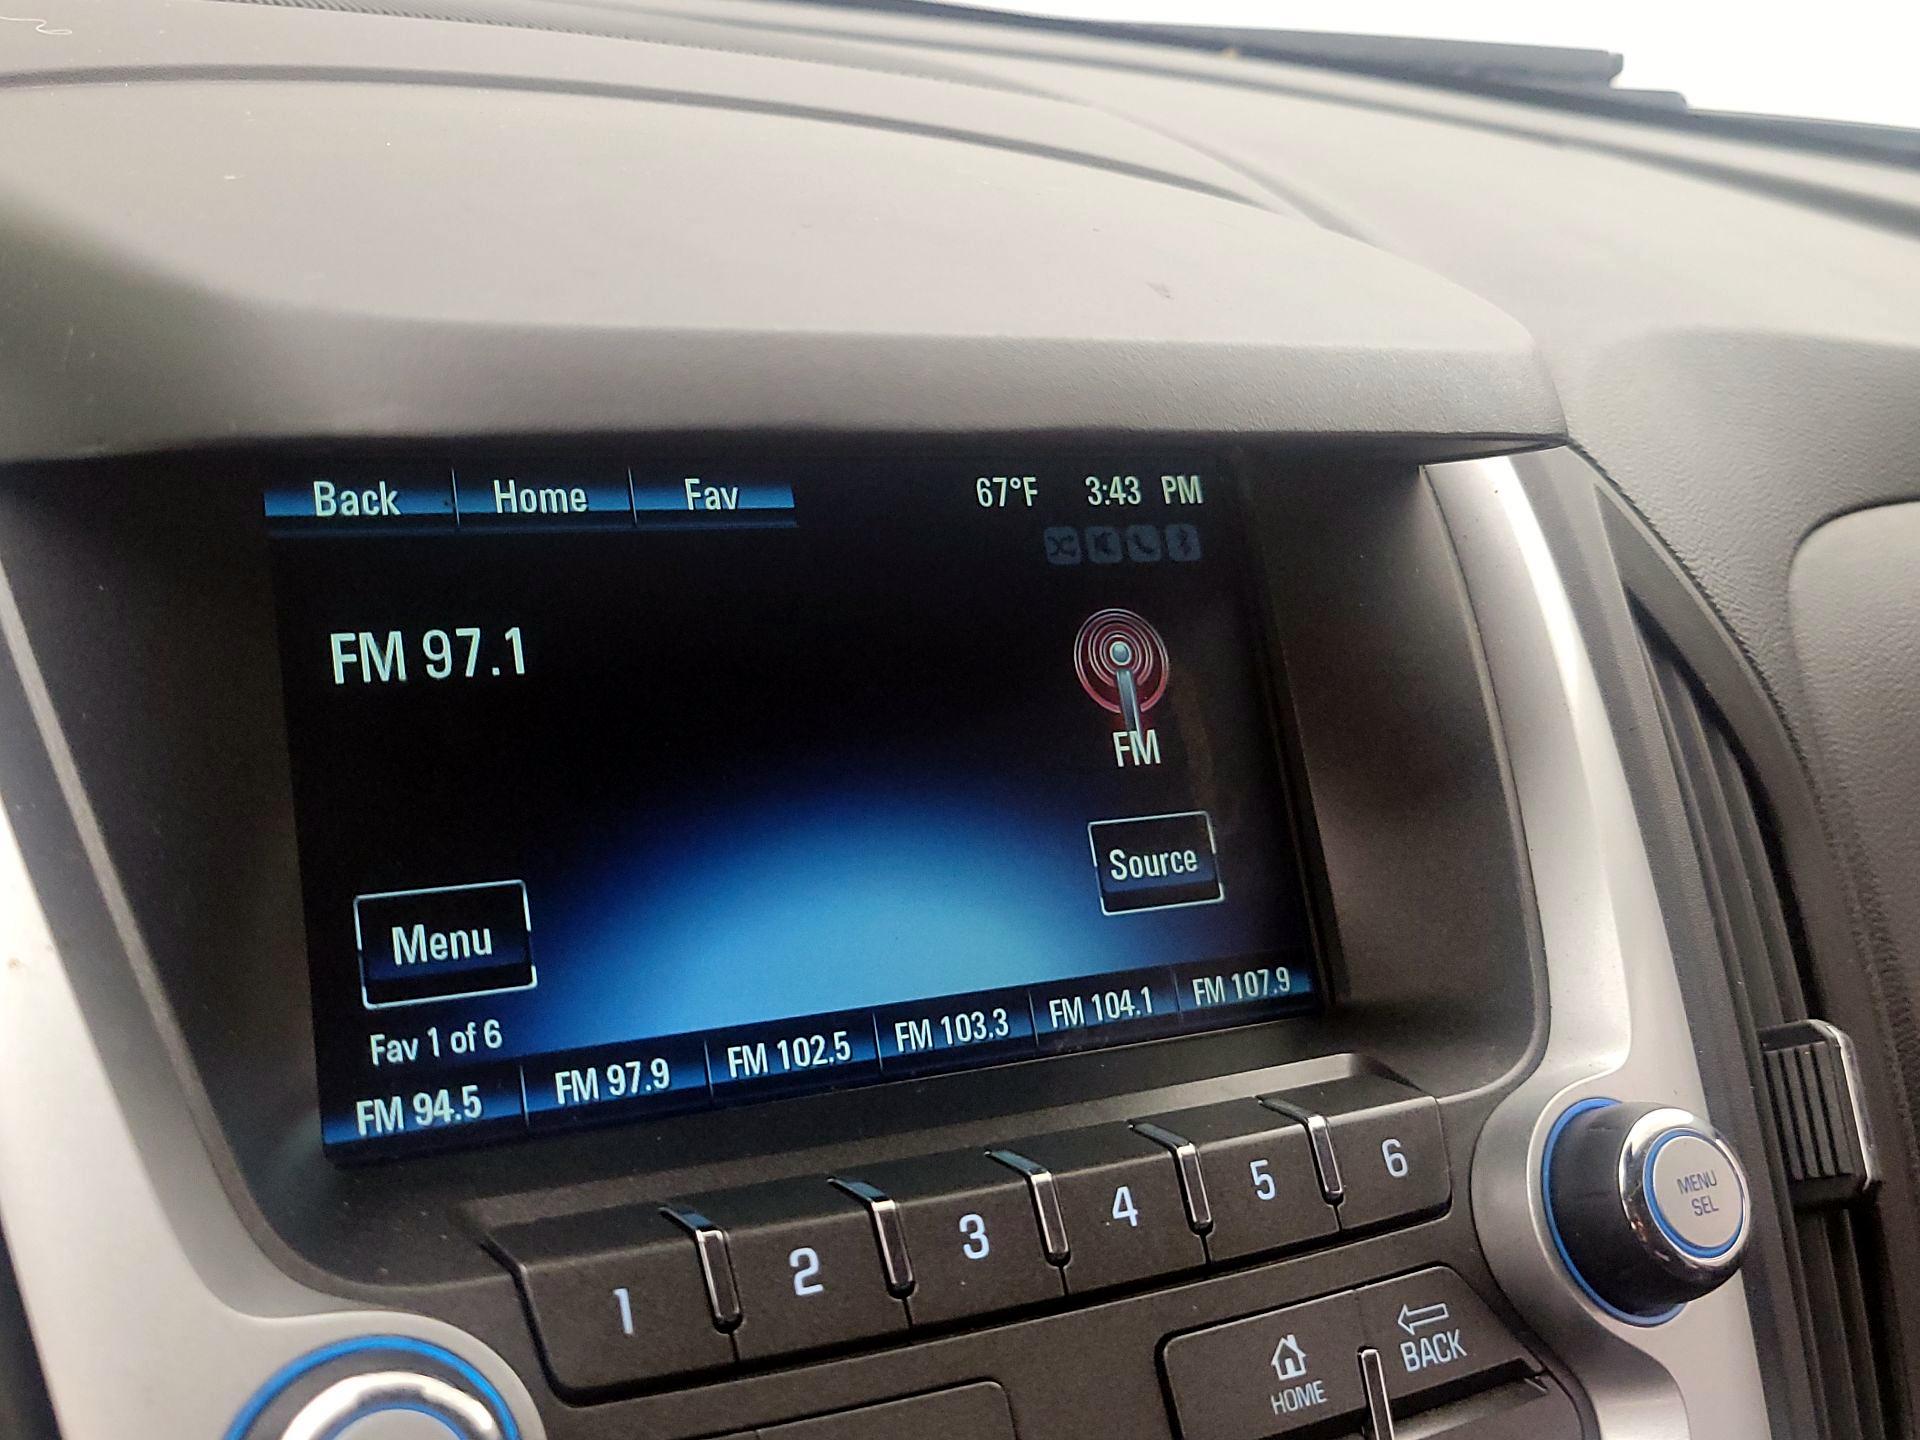 Back Home Fav 67°F 3:43 PM
FM 97.1
FM
Source
Menu
Fav 1 of 6
FM 94.5 FM 97.9 FM 102.5 FM 103.3 FM 104.1 FM 107.9
1 2 3 4 5 6
MENU
SEL
HOME
BACK